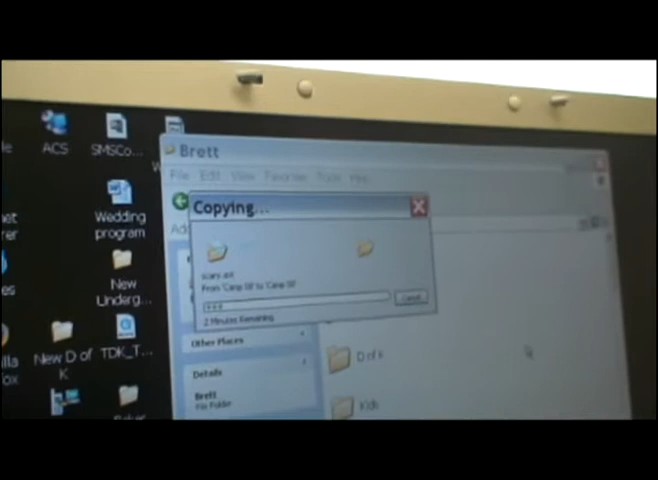 ACS
SMSCo...
Wedding
program
New
Underg...
New D of
K
TDK_T...
Brett
File Edit View Favorites Tools Help
Copying...
From 'Camp 08' to 'Camp 08'
2 Minutes Remaining
Cancel
Other Places
Details
Brett
File Folder
D of K
Kids